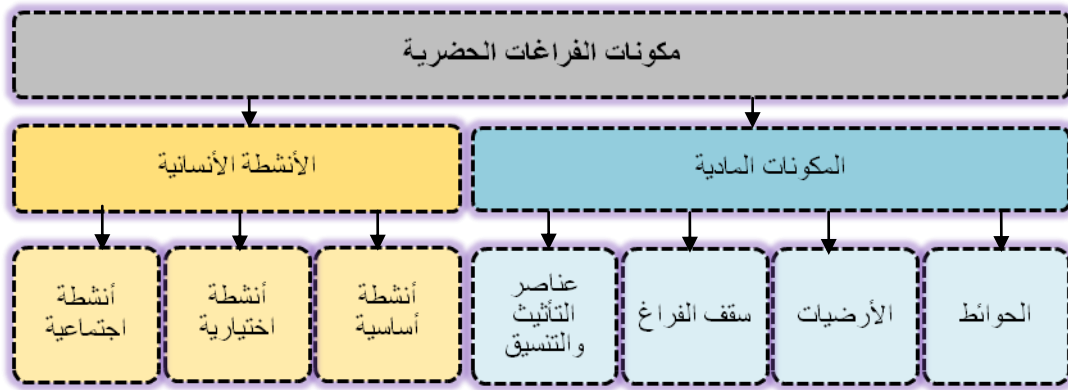 مكونات الفراغات الحضرية
المكونات المادية
الأنشطة الأنسانية
الحوائط
الأرضيات
سقف الفراغ
عناصر
التأثيث
والتنسيق
أنشطة
أساسية
أنشطة
اختيارية
أنشطة
اجتماعية